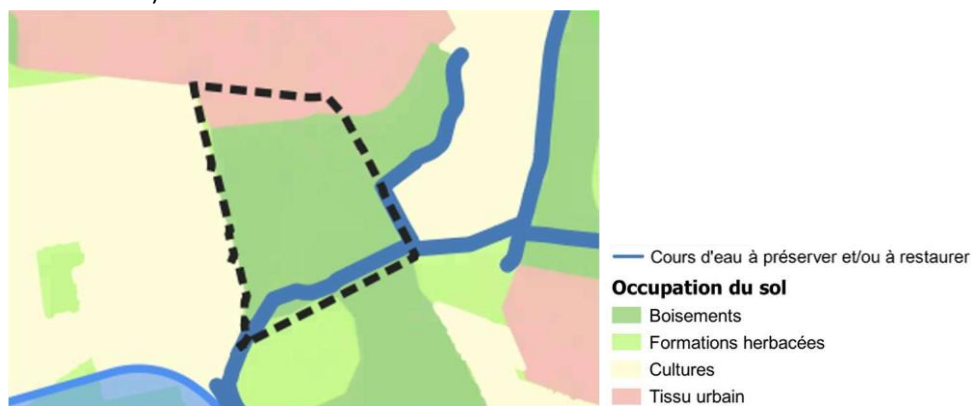 Cours d'eau à préserver et/ou à restaurer
Occupation du sol
Boisements
Formations herbacées
Cultures
Tissu urbain